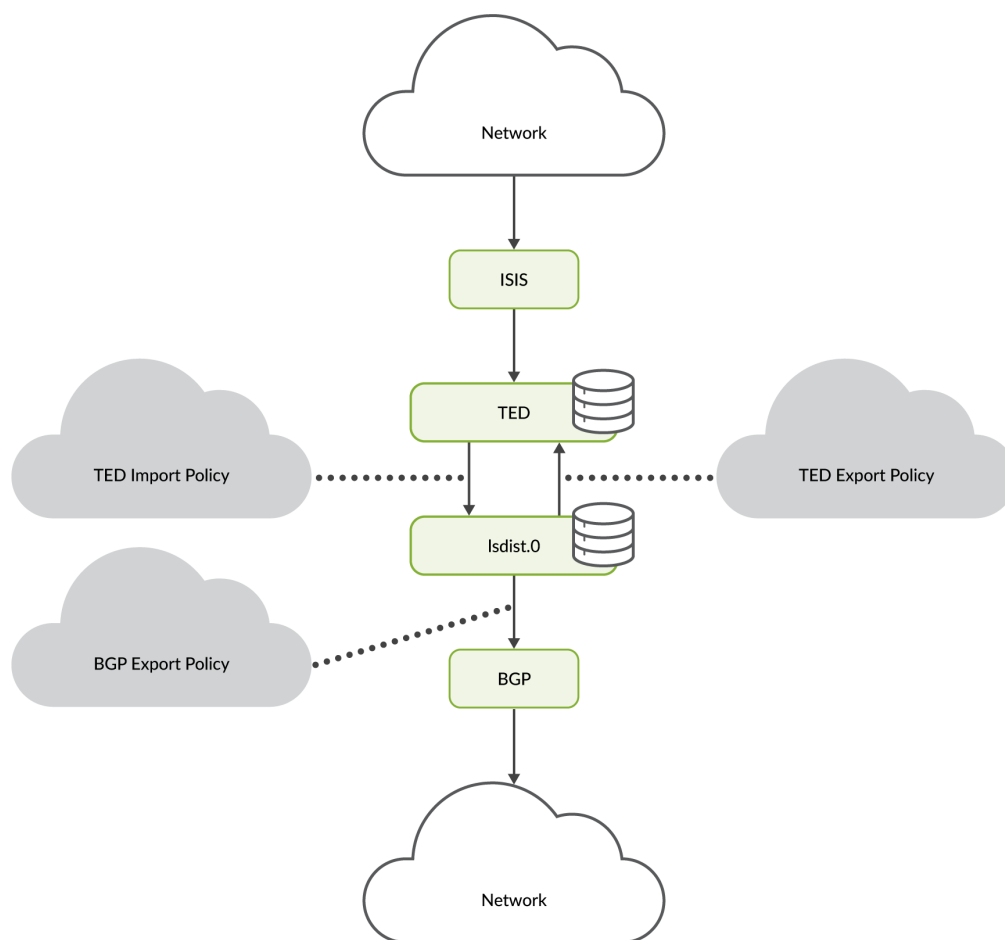 Network
ISIS
TED
TED Import Policy
TED Export Policy
lsdist.0
BGP Export Policy
BGP
Network